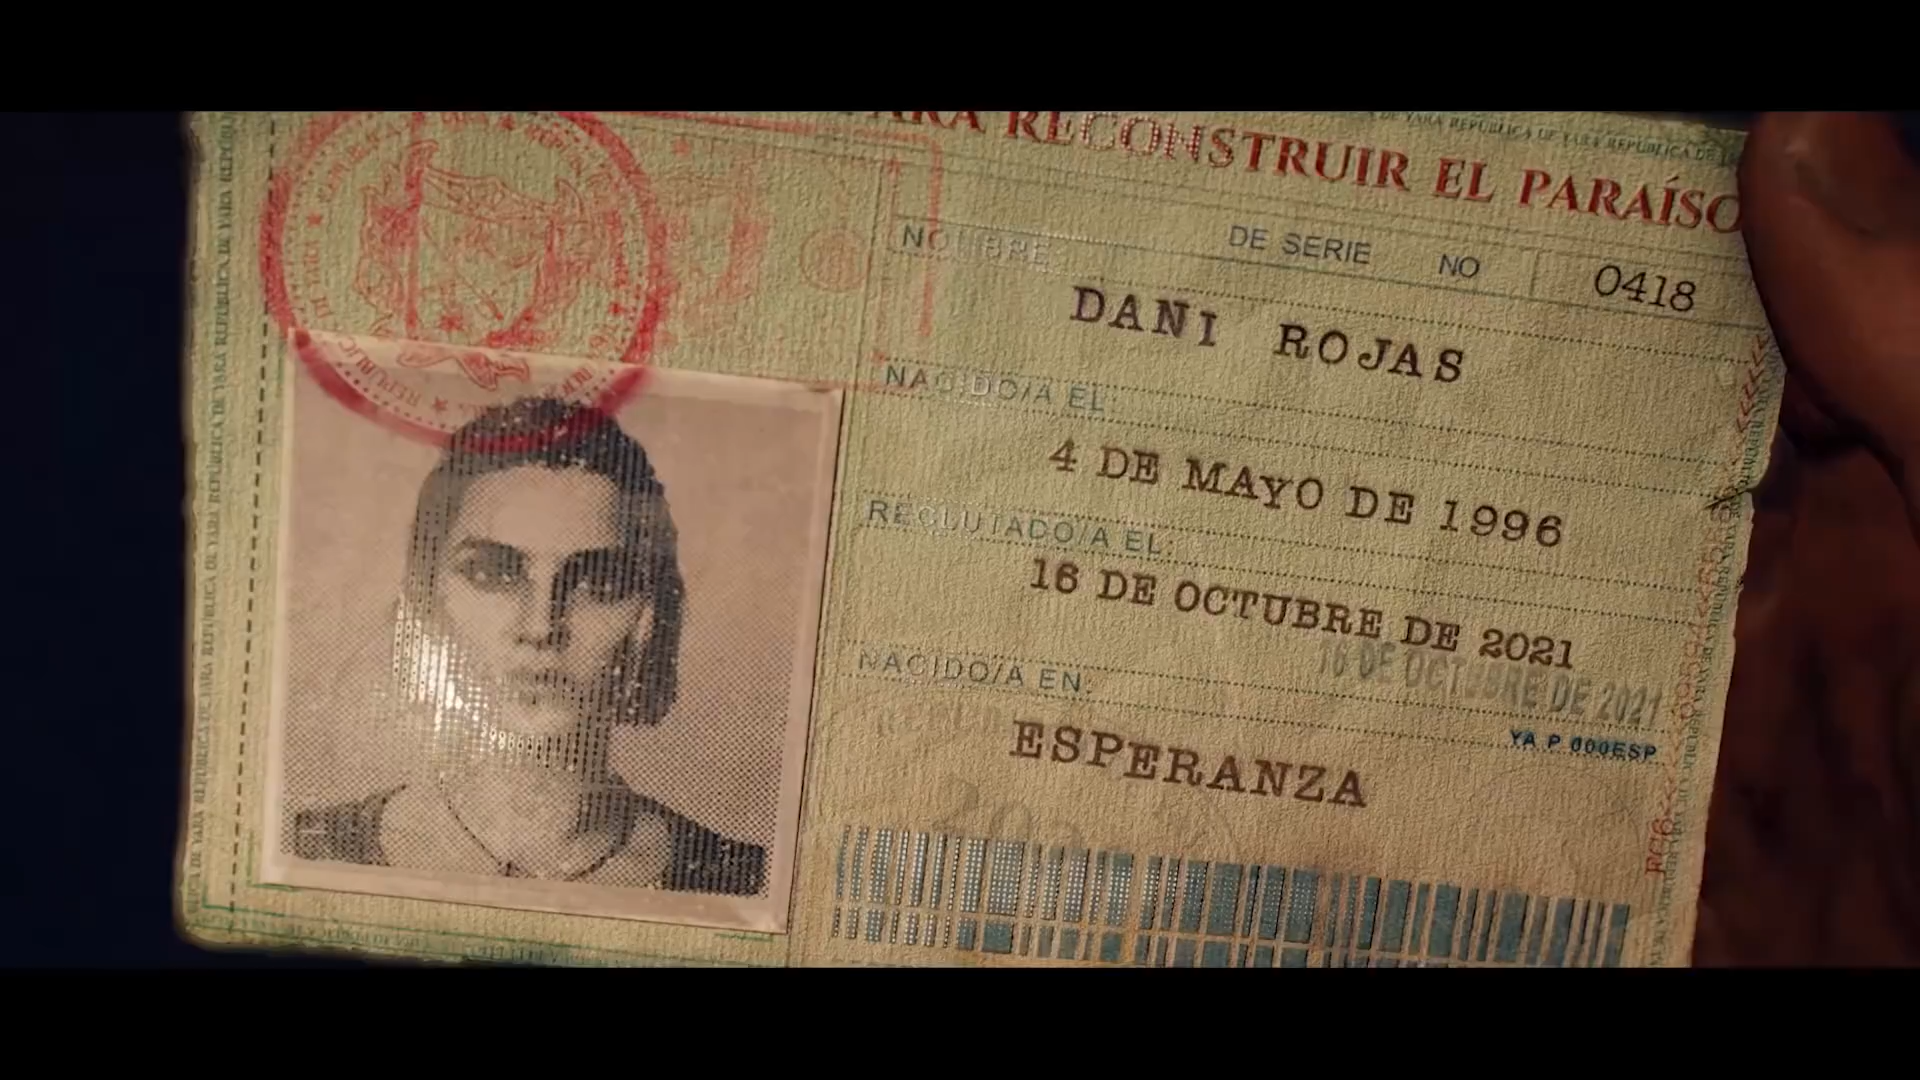 PARA RECONSTRUIR EL PARAÍSO
NOMBRE: DE SERIE NO 0418
DANI ROJAS
NACIDO/A EL:
4 DE MAYO DE 1996
RECLUTADO/A EL:
16 DE OCTUBRE DE 2021
16 DE OCTUBRE DE 2021
NACIDO/A EN:
YA P 000ESP
ESPERANZA